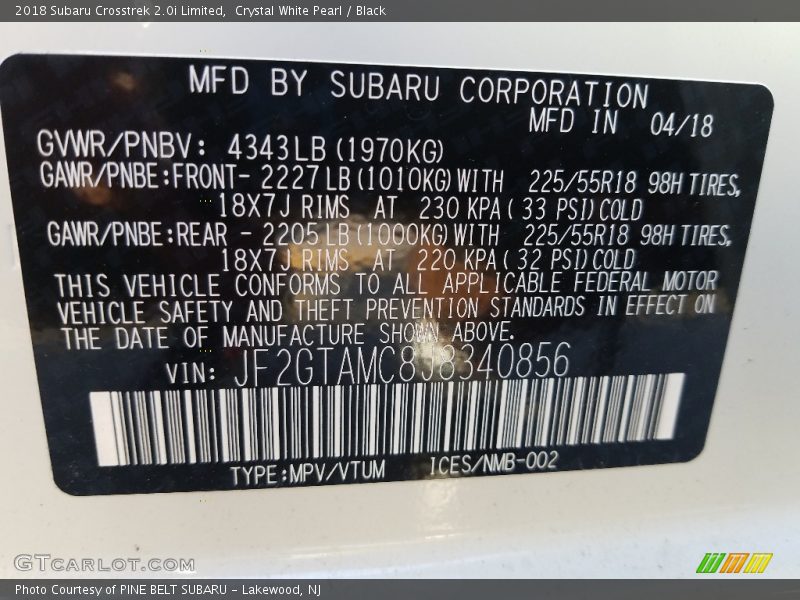 2018 Subaru Crosstrek 2.0i Limited,  Crystal White Pearl / Black
MFD BY SUBARU CORPORATION
MFD IN 04/18
GVWR/PNBV: 4343LB (1970KG)
GAWR/PNBE:FRONT- 2227 LB (1010KG) WITH 225/55R18 98H TIRES,
18X7J RIMS AT 230 KPA ( 33 PSI) COLD
GAWR/PNBE:REAR - 2205 LB (1000KG) WITH 225/55R18 98H TIRES,
18X7J RIMS AT 220 KPA ( 32 PSI) COLD
THIS VEHICLE CONFORMS TO ALL APPLICABLE FEDERAL MOTOR
VEHICLE SAFETY AND THEFT PREVENTION STANDARDS IN EFFECT ON
THE DATE OF MANUFACTURE SHOWN ABOVE.
VIN: JF2GTAMC8J8340856
TYPE:MPV/VTUM ICES/NMB-002
GTCARLOT.COM
Photo Courtesy of PINE BELT SUBARU - Lakewood, NJ